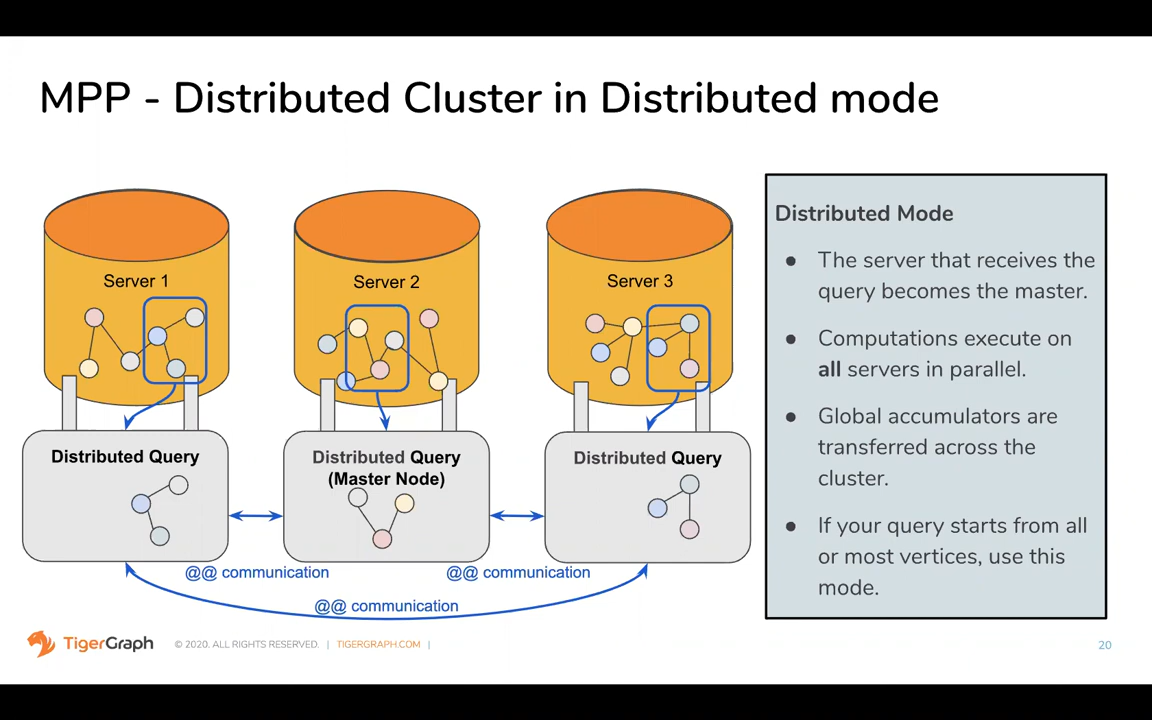 MPP - Distributed Cluster in Distributed mode
Server 1
Server 2
Server 3
Distributed Query
Distributed Query
(Master Node)
Distributed Query
@@ communication
@@ communication
@@ communication
Distributed Mode
● The server that receives the
query becomes the master.
● Computations execute on
all servers in parallel.
● Global accumulators are
transferred across the
cluster.
● If your query starts from all
or most vertices, use this
mode.
TigerGraph
© 2020. ALL RIGHTS RESERVED. | TIGERGRAPH.COM |
20